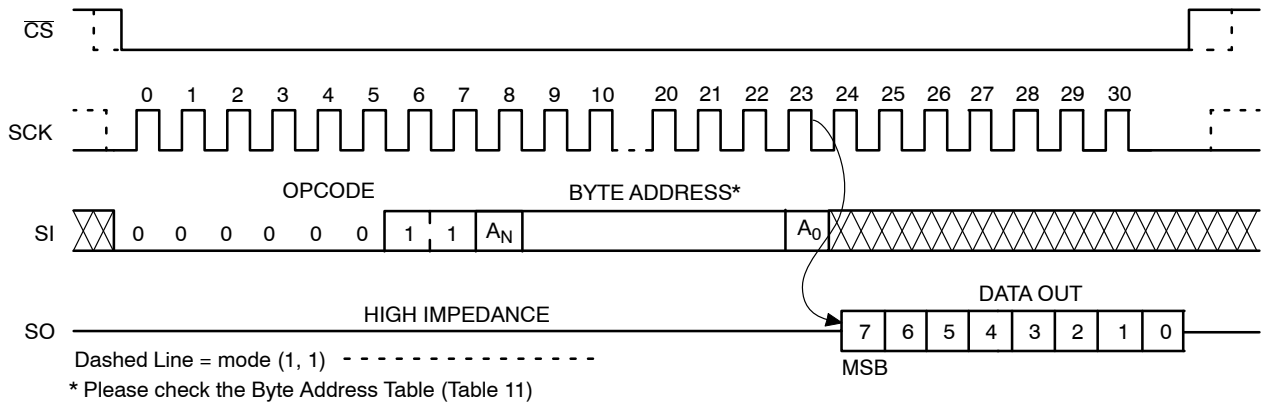 CS
0 1 2 3 4 5 6 7 8 9 10 20 21 22 23 24 25 26 27 28 29 30
SCK
OPCODE BYTE ADDRESS*
SI 0 0 0 0 0 0 1 1 AN A0
DATA OUT
HIGH IMPEDANCE
SO 7 6 5 4 3 2 1 0
Dashed Line = mode (1, 1)
MSB
* Please check the Byte Address Table (Table 11)